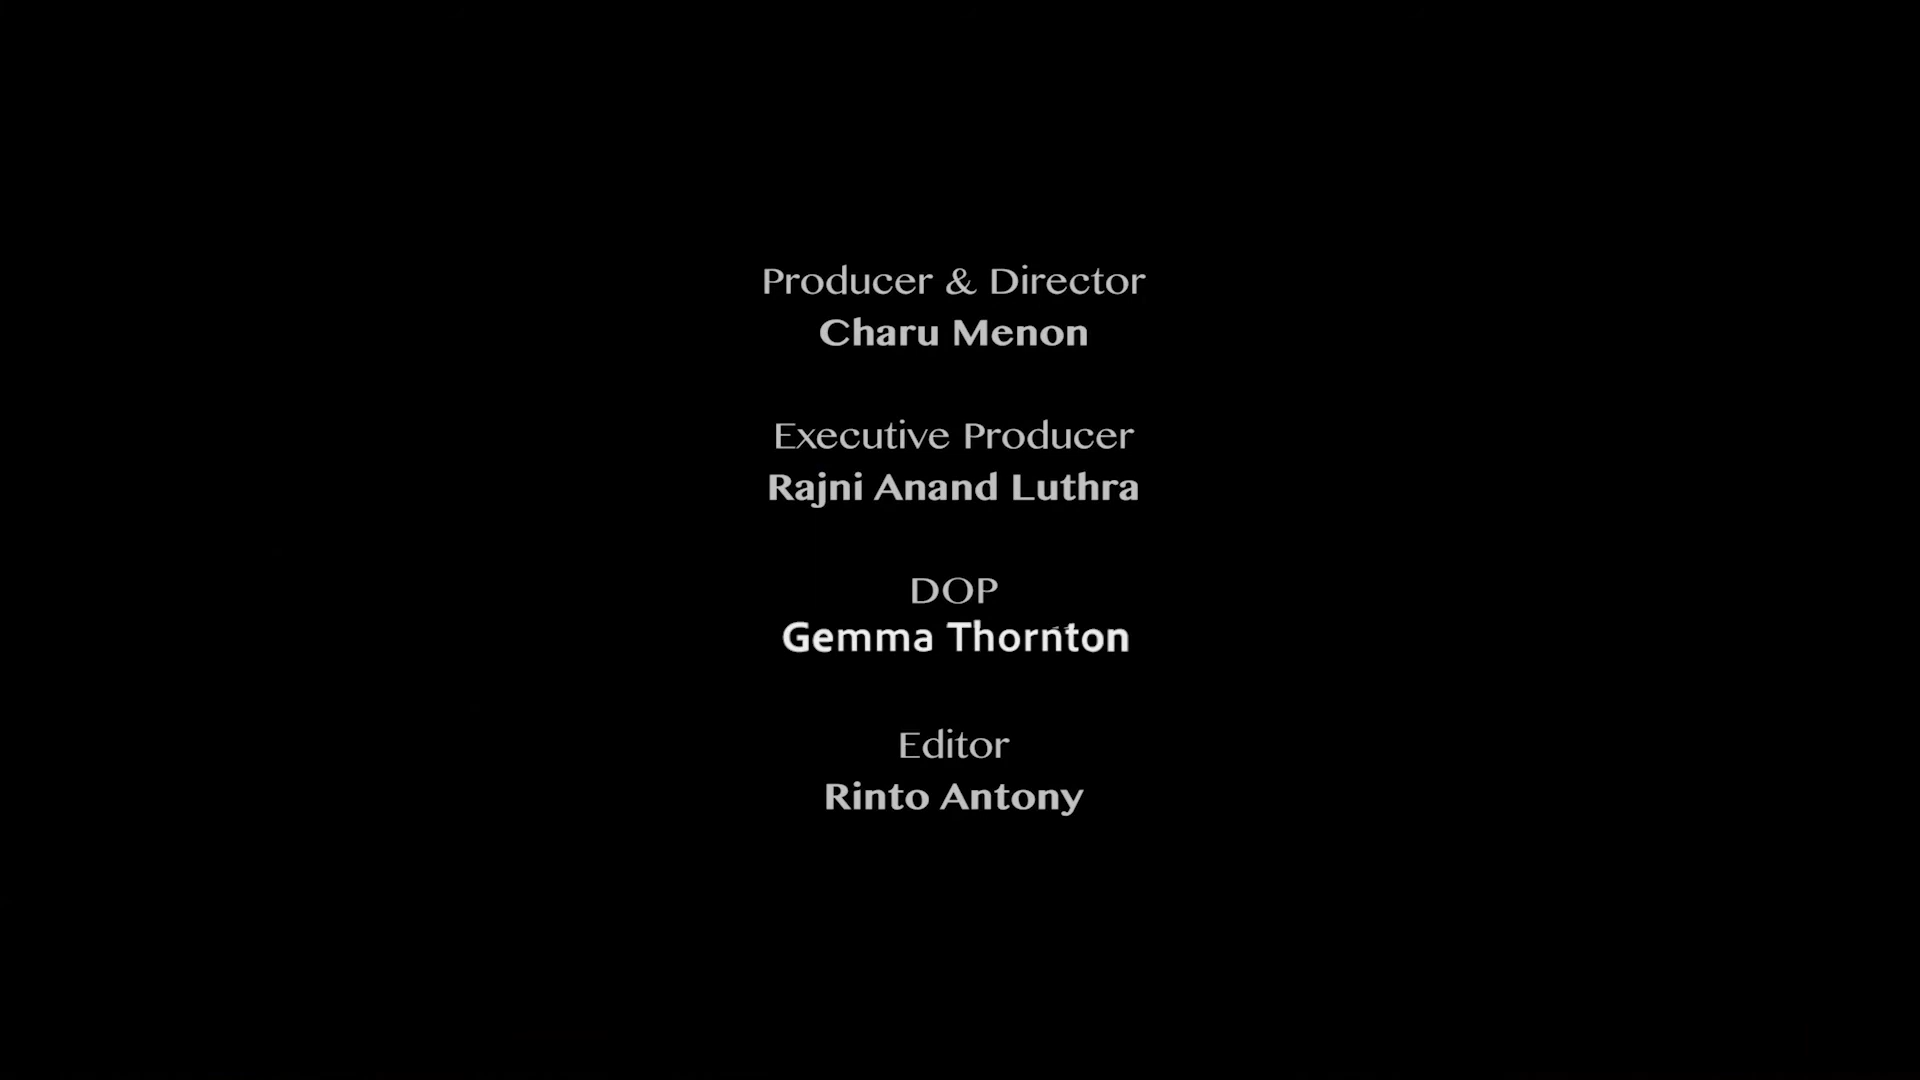 Producer & Director
Charu Menon
Executive Producer
Rajni Anand Luthra
DOP
Gemma Thornton
Editor
Rinto Antony